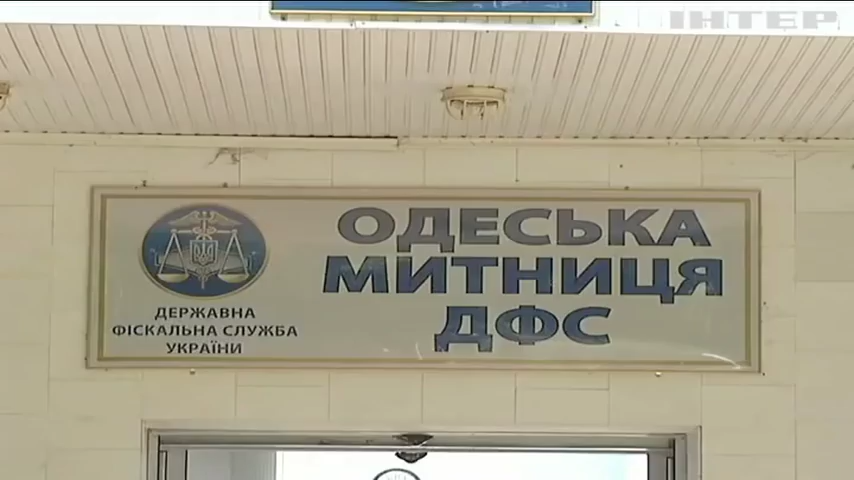 ІНТЕР
ОДЕСЬКА
МИТНИЦЯ
ДФС
ДЕРЖАВНА
ФІСКАЛЬНА СЛУЖБА
УКРАЇНИ